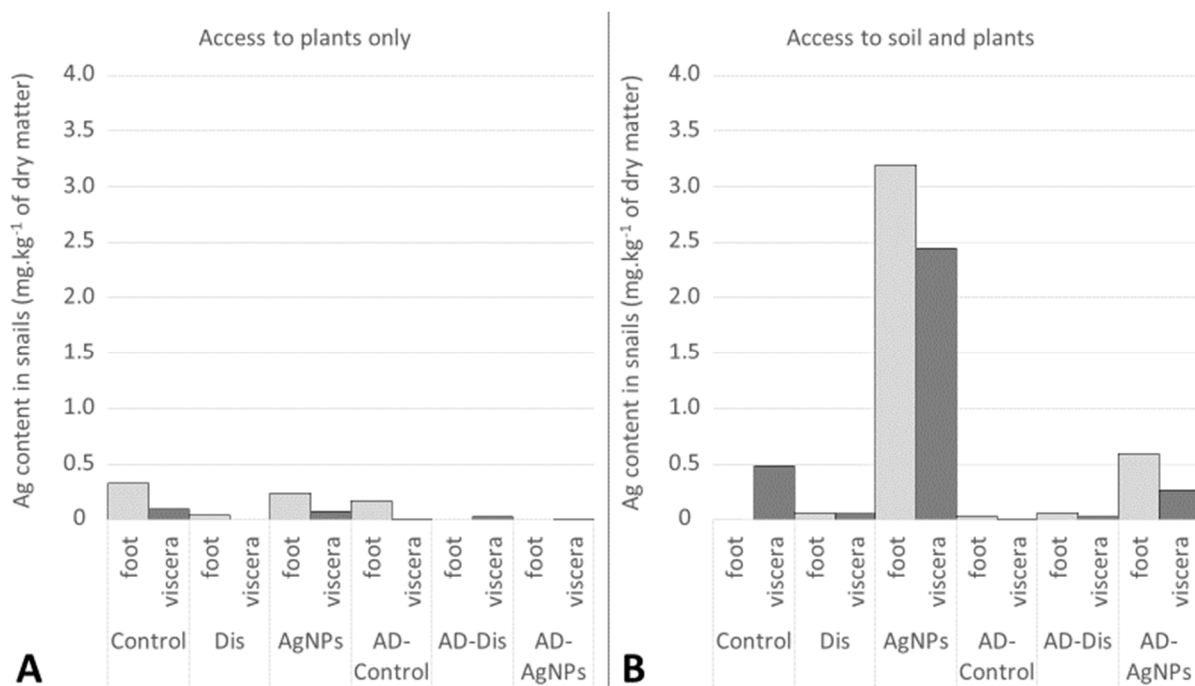 Access to plants only
Ag content in snails (mg.kg⁻¹ of dry matter)
4.0
3.5
3.0
2.5
2.0
1.5
1.0
0.5
0
foot viscera foot viscera foot viscera foot viscera foot viscera foot viscera
Control Dis AgNPs AD- AD-Dis AD-
Control AgNPs
A
Access to soil and plants
Ag content in snails (mg.kg⁻¹ of dry matter)
4.0
3.5
3.0
2.5
2.0
1.5
1.0
0.5
0
foot viscera foot viscera foot viscera foot viscera foot viscera foot viscera
Control Dis AgNPs AD- AD-Dis AD-
Control AgNPs
B